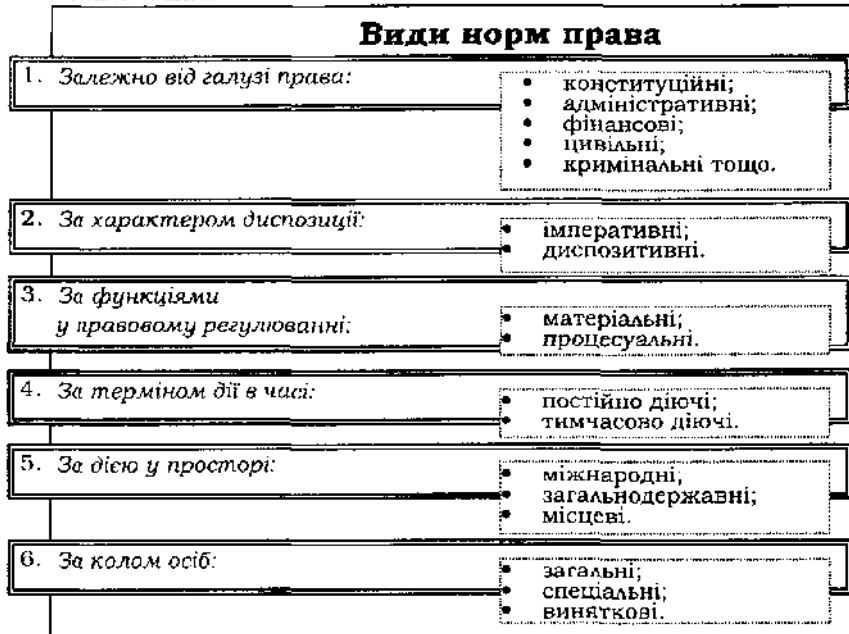 Види норм права
1. Залежно від галузі права:
• конституційні;
• адміністративні;
• фінансові;
• цивільні;
• кримінальні тощо.
2. За характером диспозиції:
• імперативні;
• диспозитивні.
3. За функціями
у правовому регулюванні:
• матеріальні;
• процесуальні.
4. За терміном дії в часі:
• постійно діючі;
• тимчасово діючі.
5. За дією у просторі:
• міжнародні;
• загальнодержавні;
• місцеві.
6. За колом осіб:
• загальні;
• спеціальні;
• виняткові.